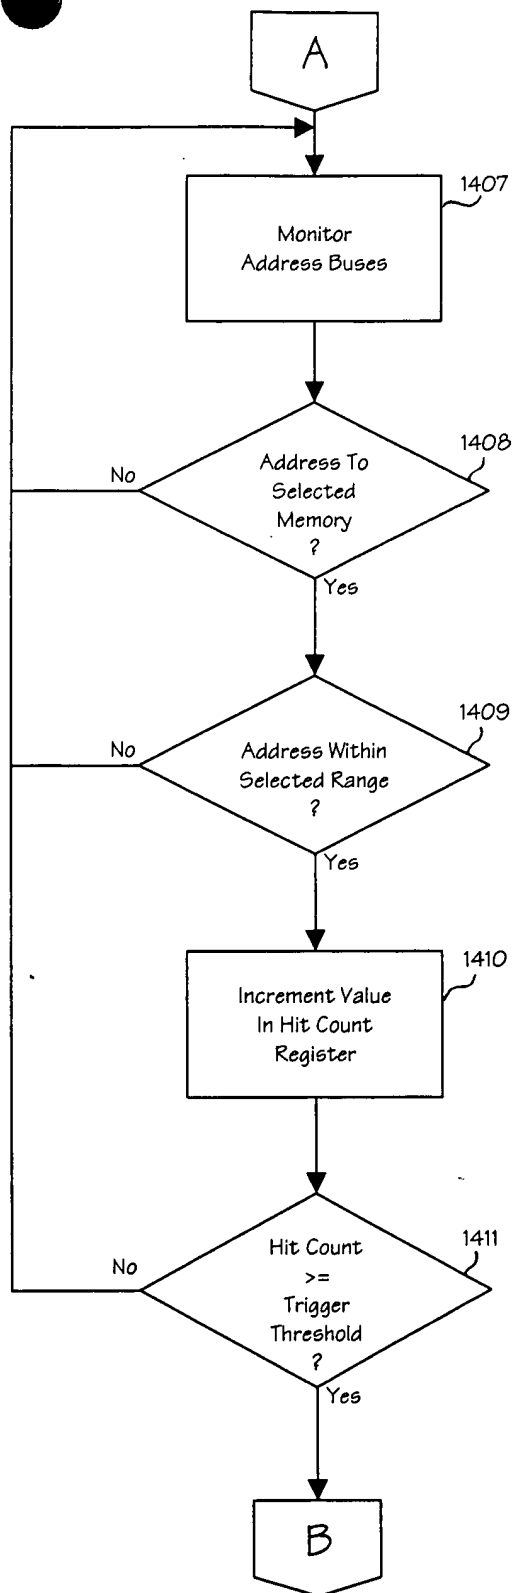 A
1407
Monitor
Address Buses
1408
Address To
Selected
Memory
?
No
Yes
1409
Address Within
Selected Range
?
No
Yes
1410
Increment Value
In Hit Count
Register
1411
Hit Count
>=
Trigger
Threshold
?
No
Yes
B